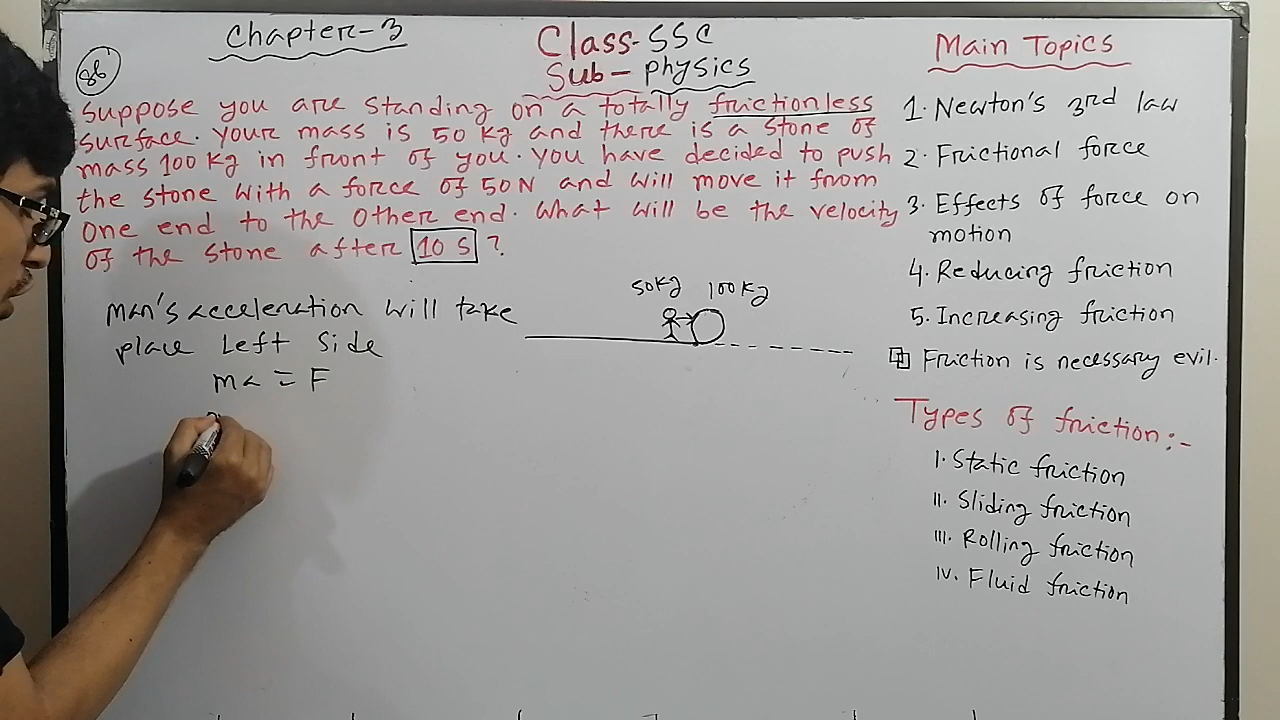 Chapter-3
Class-SSC
Sub-physics
36
Suppose you are standing on a totally frictionless
surface. Your mass is 50 kg and there is a stone of
mass 100 kg in front of you. You have decided to push
the stone with a force of 50N and will move it from
one end to the other end. What will be the velocity
of the stone after 10 S ?
Man's acceleration will take
place Left Side
ma = F
50kg 100kg
Main Topics
1. Newton's 3rd law
2. Frictional force
3. Effects of force on
motion
4. Reducing friction
5. Increasing friction
Friction is necessary evil.
Types of friction:-
I. Static friction
II. Sliding friction
III. Rolling friction
IV. Fluid friction